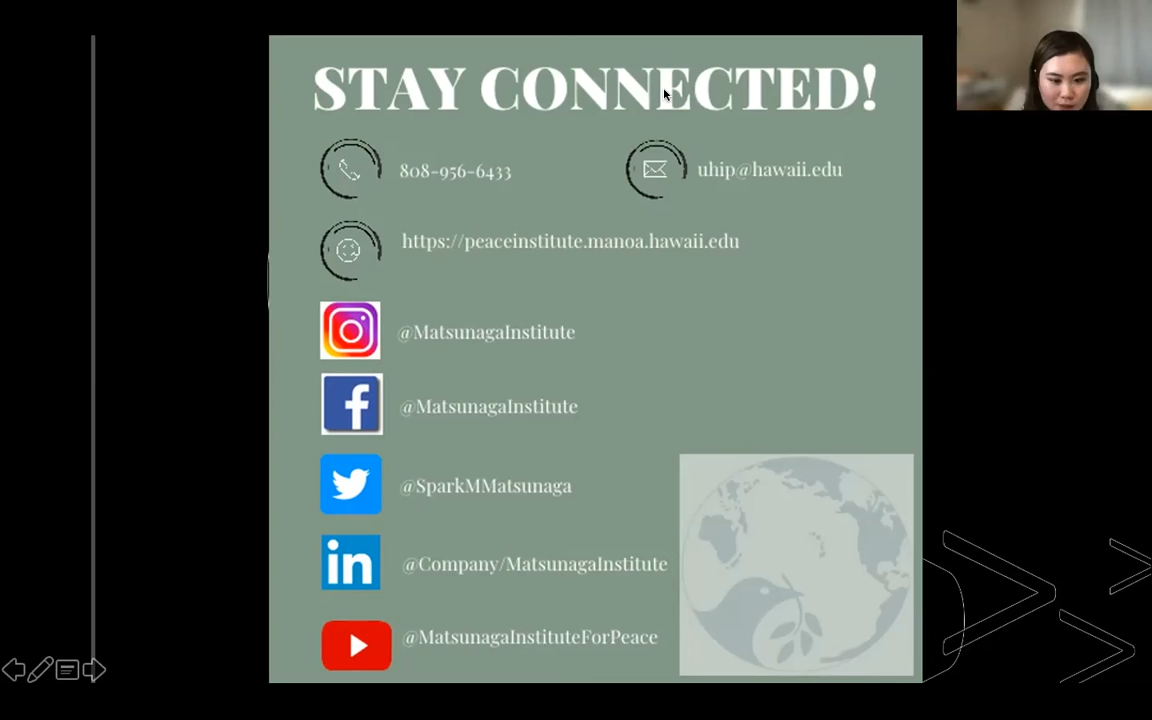 STAY CONNECTED!
808-956-6433
uhip@hawaii.edu
https://peaceinstitute.manoa.hawaii.edu
@MatsunagaInstitute
@MatsunagaInstitute
@SparkMMatsunaga
in
@Company/MatsunagaInstitute
@MatsunagaInstituteForPeace